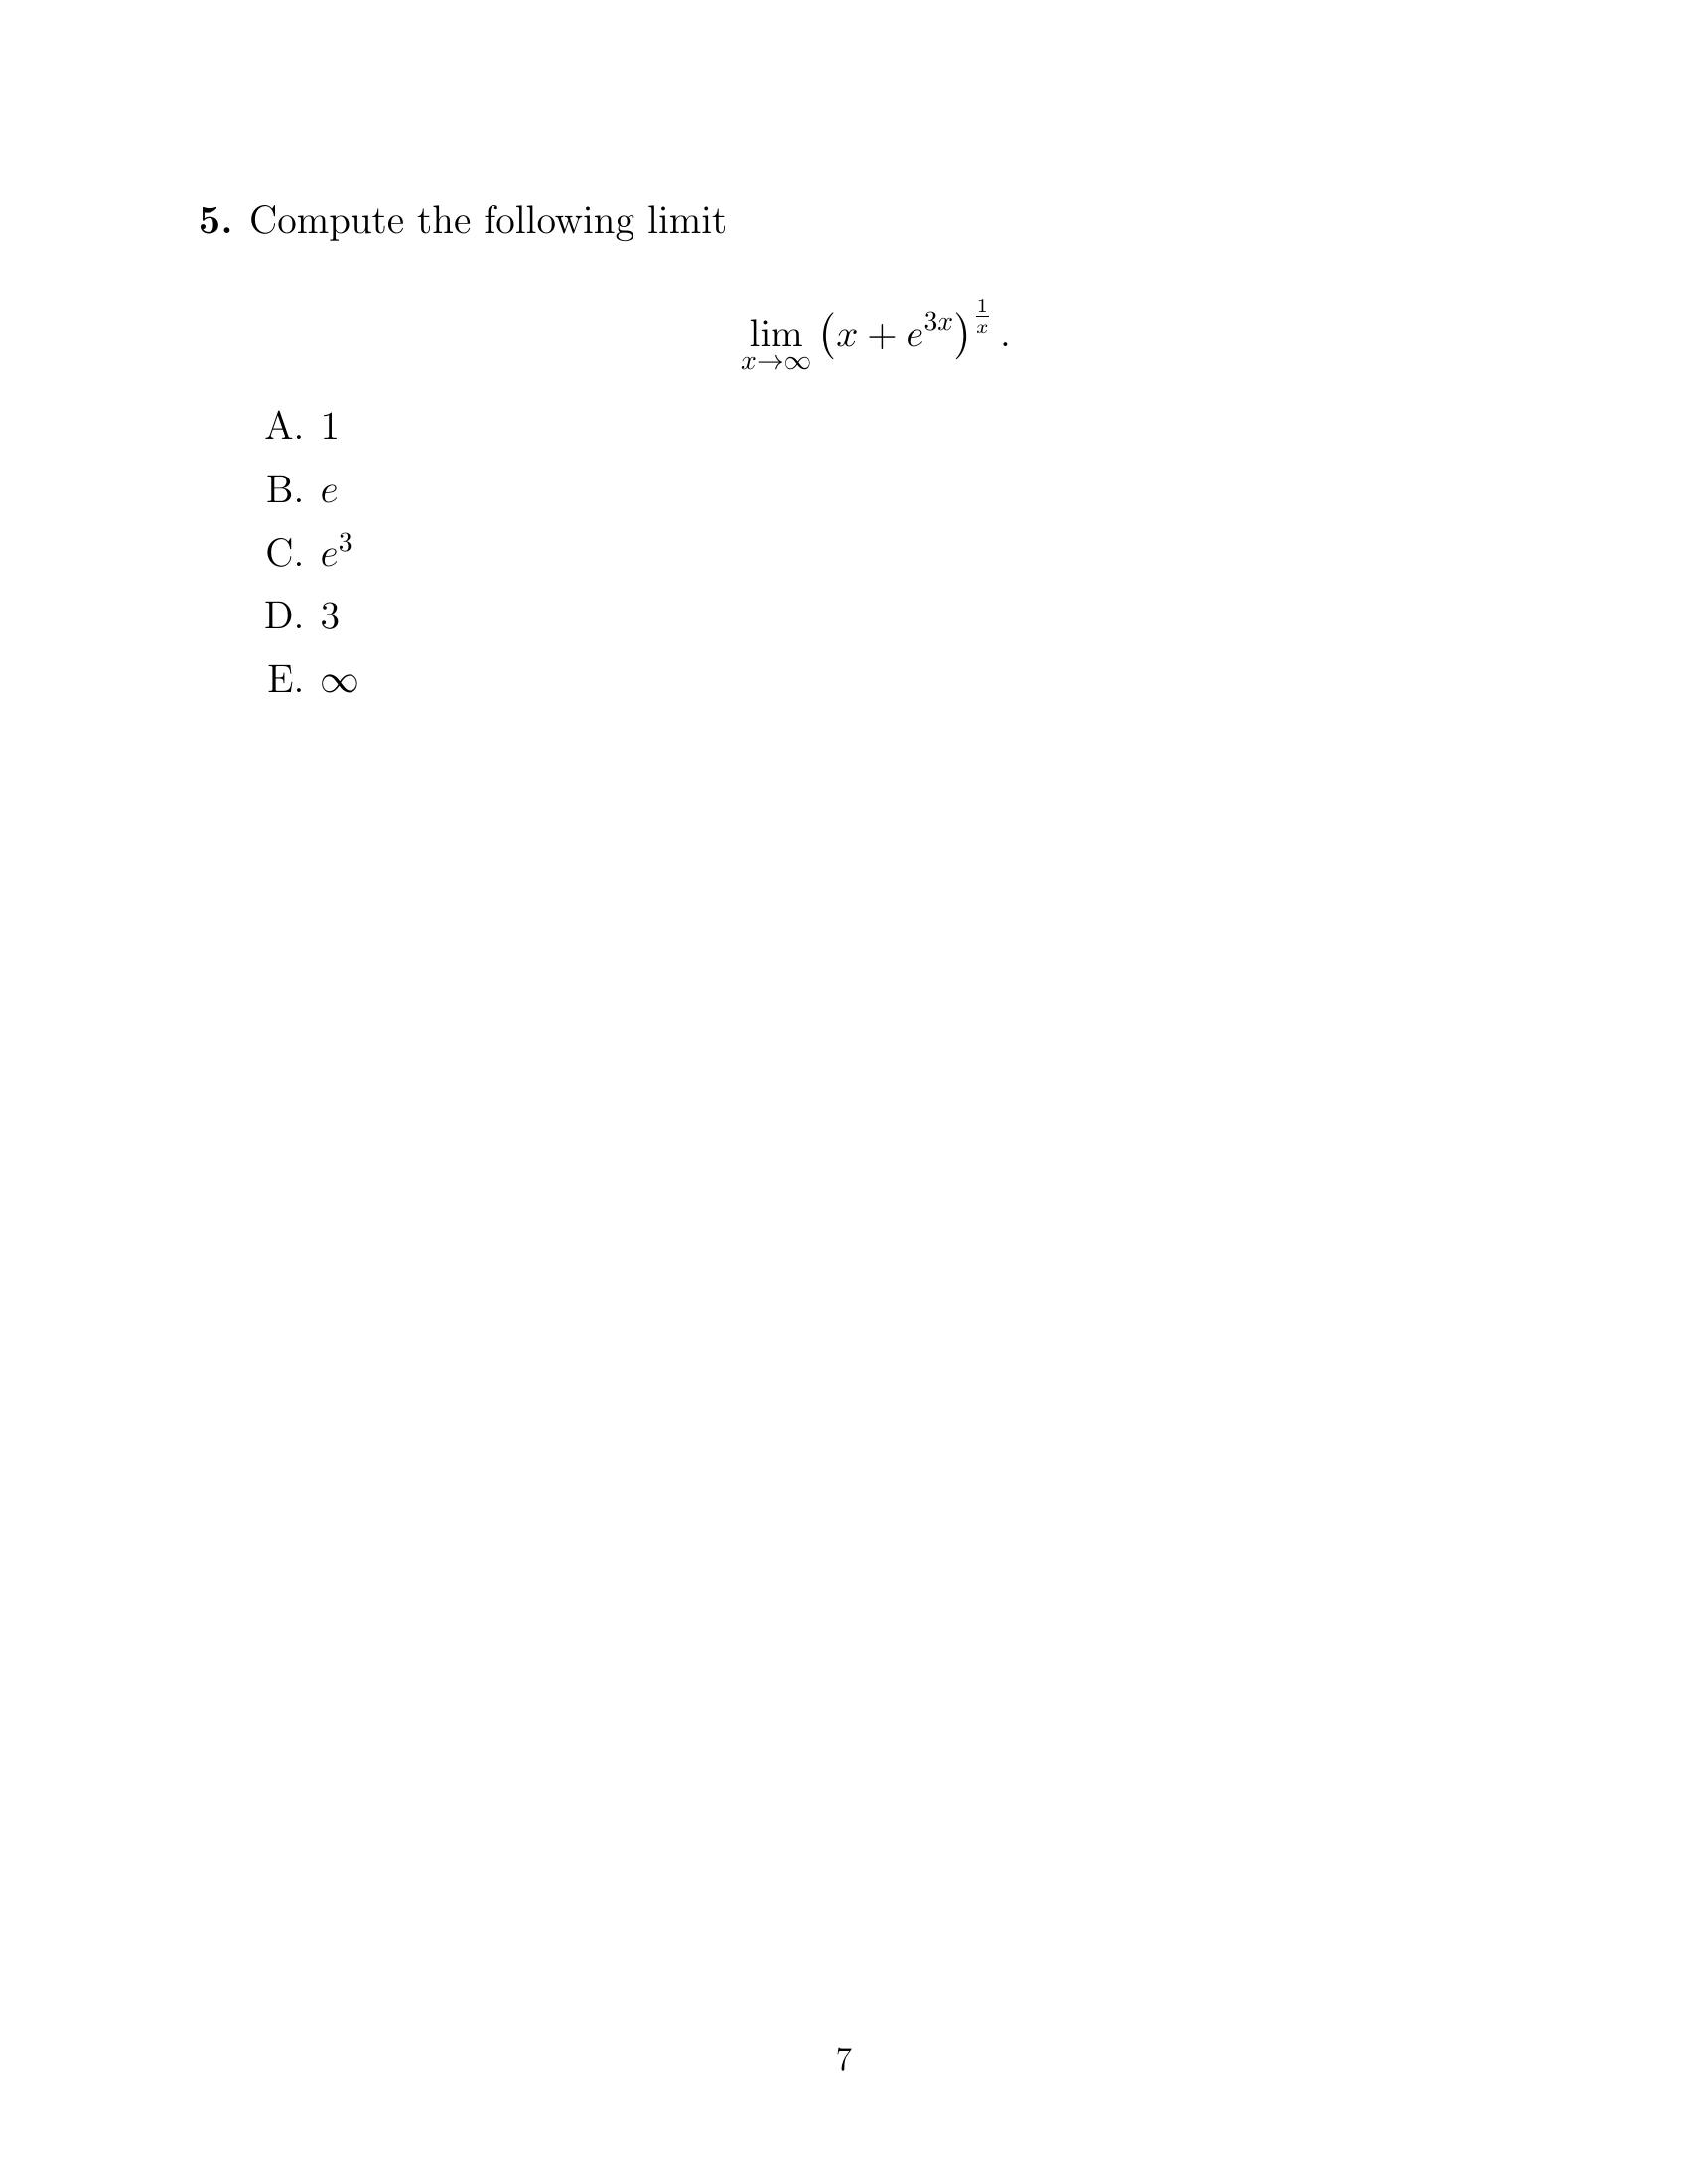 5. Compute the following limit
$$\lim_{x \to \infty} \left( x + e^{3x} \right)^{\frac{1}{x}}.$$
A. 1
B. $e$
C. $e^3$
D. 3
E. $\infty$
7